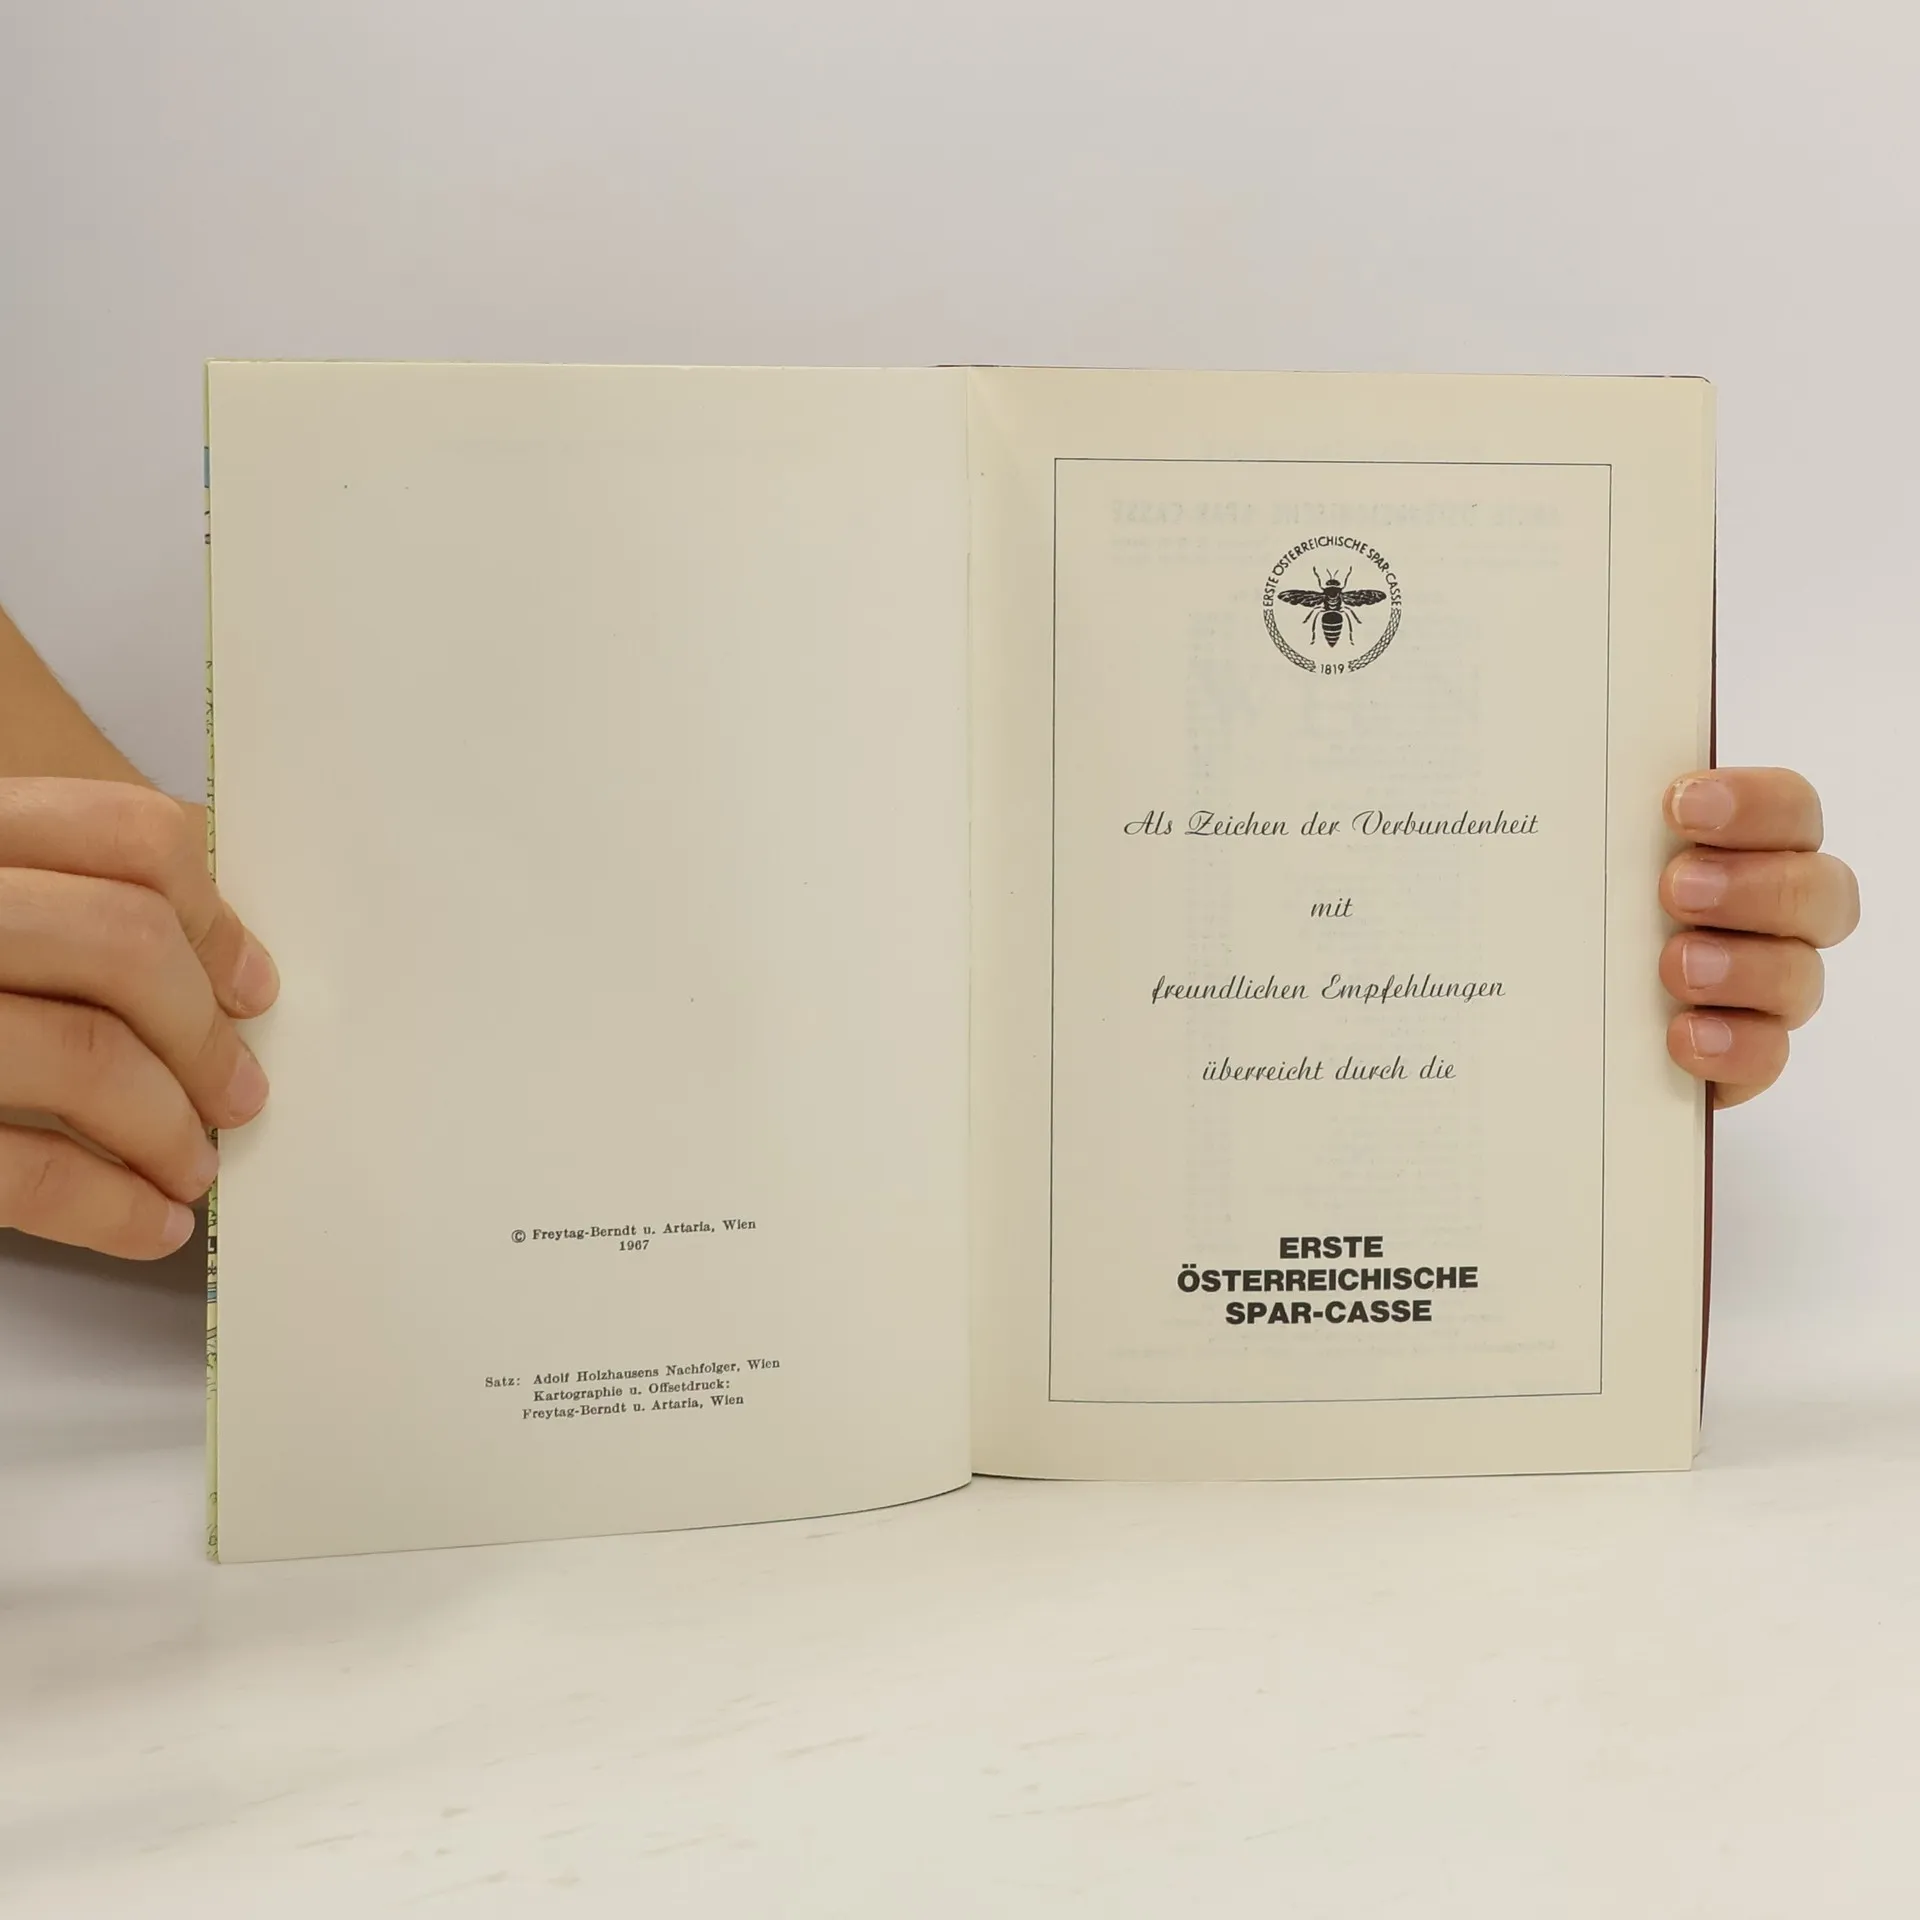 © Freytag-Berndt u. Artaria, Wien
1967
Satz: Adolf Holzhausens Nachfolger, Wien
Kartographie u. Offsetdruck:
Freytag-Berndt u. Artaria, Wien
ERSTE ÖSTERREICHISCHE SPAR-CASSE
1819
Als Zeichen der Verbundenheit
mit
freundlichen Empfehlungen
überreicht durch die
ERSTE
ÖSTERREICHISCHE
SPAR-CASSE